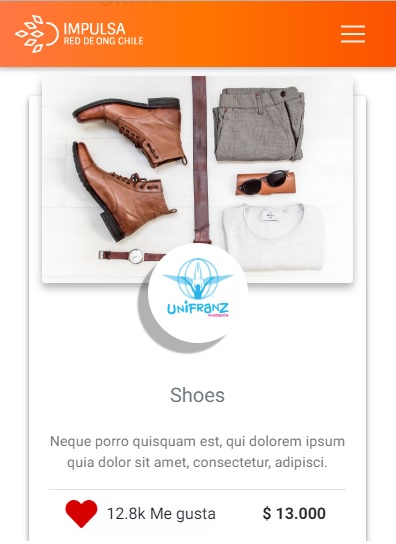 IMPULSA
RED DE ONG CHILE
UNiFRANZ
FUNDACIÓN
Shoes
Neque porro quisquam est, qui dolorem ipsum
quia dolor sit amet, consectetur, adipisci.
12.8k Me gusta
$ 13.000